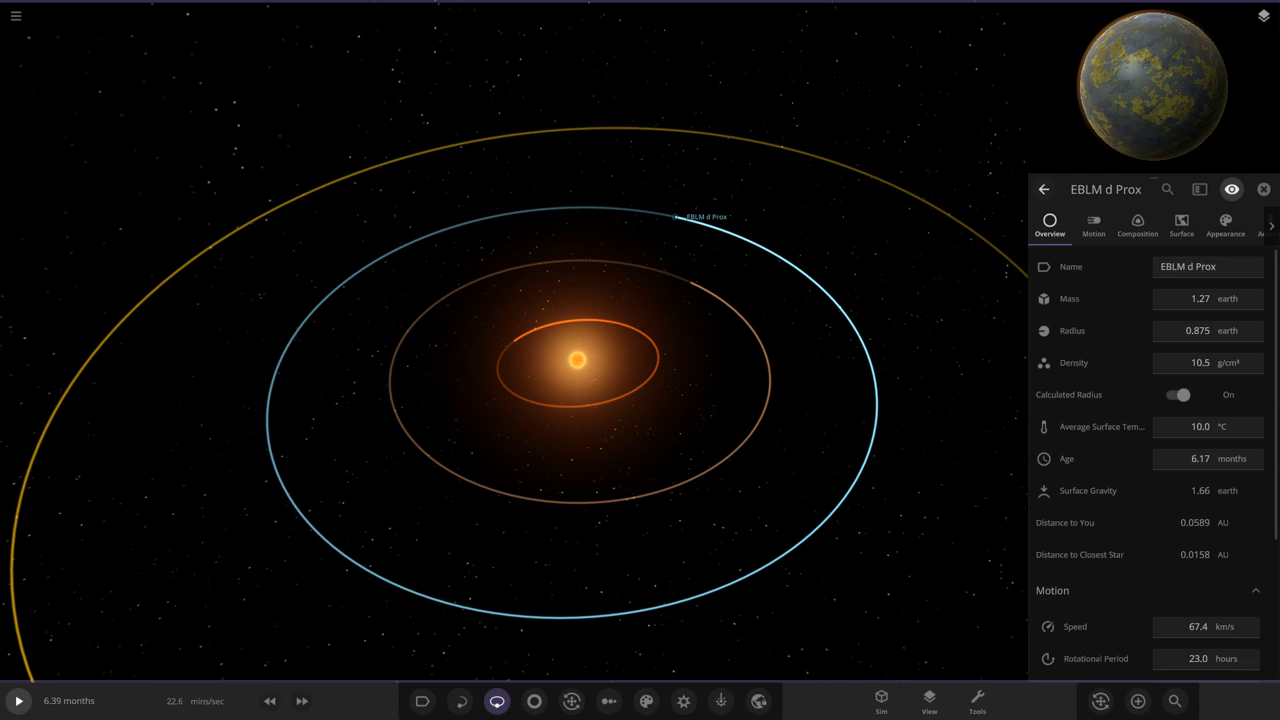 EBLM d Prox
EBLM d Prox
Overview
Motion
Composition
Surface
Appearance
Name EBLM d Prox
Mass 1.27 earth
Radius 0.875 earth
Density 10.5 g/cm³
Calculated Radius On
Average Surface Tem... 10.0 °C
Age 6.17 months
Surface Gravity 1.66 earth
Distance to You 0.0589 AU
Distance to Closest Star 0.0158 AU
Motion
Speed 67.4 km/s
Rotational Period 23.0 hours
6.39 months 22.6 mins/sec
Sim View Tools